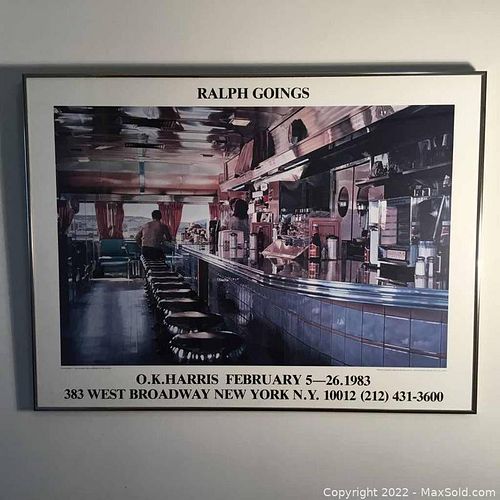 RALPH GOINGS
O.K.HARRIS FEBRUARY 5—26.1983
383 WEST BROADWAY NEW YORK N.Y. 10012 (212) 431-3600
Copyright 2022 - MaxSold.com